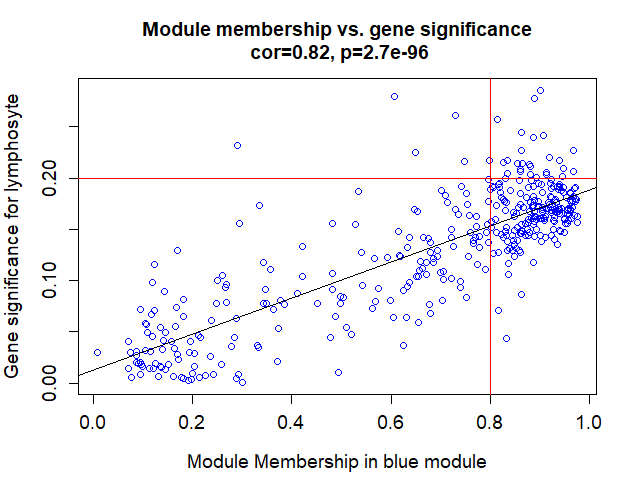 Module membership vs. gene significance
cor=0.82, p=2.7e-96
Gene significance for lymphosyte
0.20
0.10
0.00
0.0 0.2 0.4 0.6 0.8 1.0
Module Membership in blue module